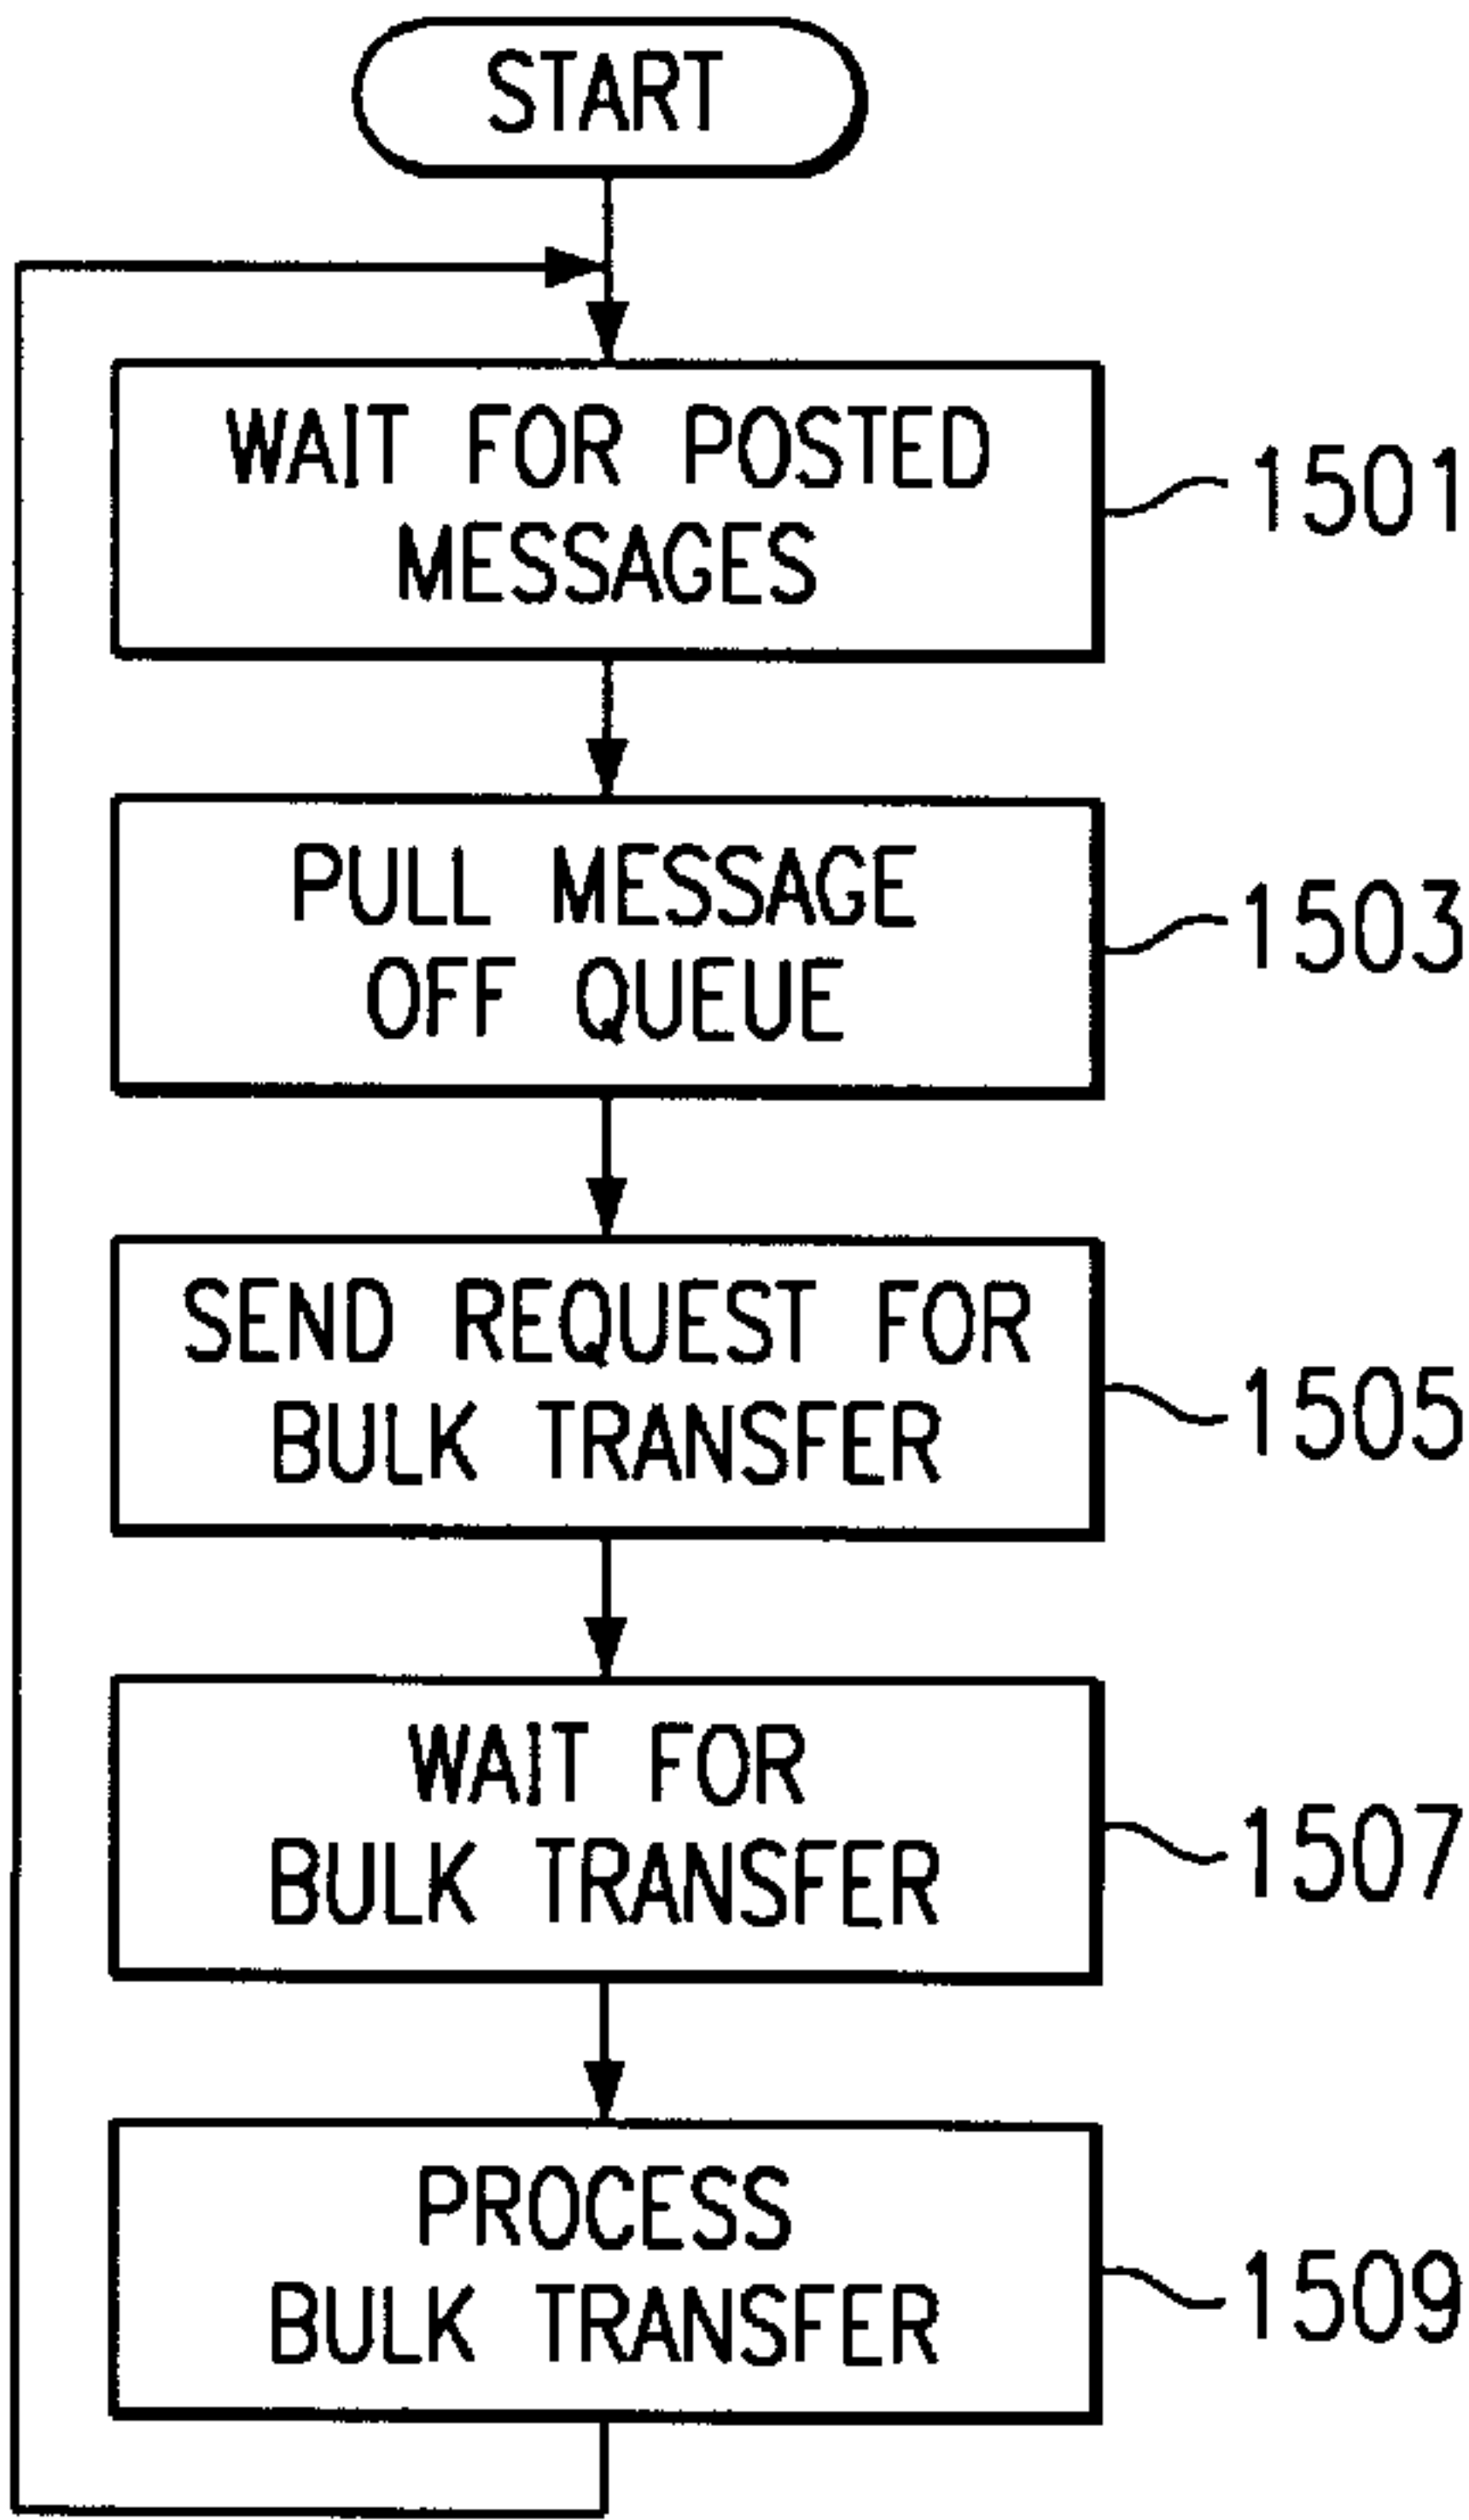 START
WAIT FOR POSTED
MESSAGES
1501
PULL MESSAGE
OFF QUEUE
1503
SEND REQUEST FOR
BULK TRANSFER
1505
WAIT FOR
BULK TRANSFER
1507
PROCESS
BULK TRANSFER
1509